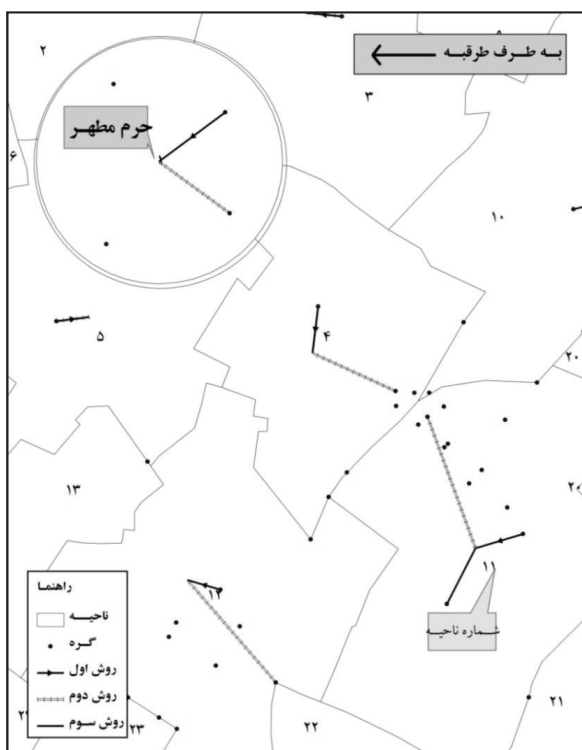 به طرف طرقبه
۲
۳
حرم مطهر
۶
۱۰
۴
۵
۲۰
۱۳
۲۰
۱۱
۱۲
شماره ناحیه
راهنما
ناحیه
گره
روش اول
روش دوم
روش سوم
۲۱
۲۳
۲۲